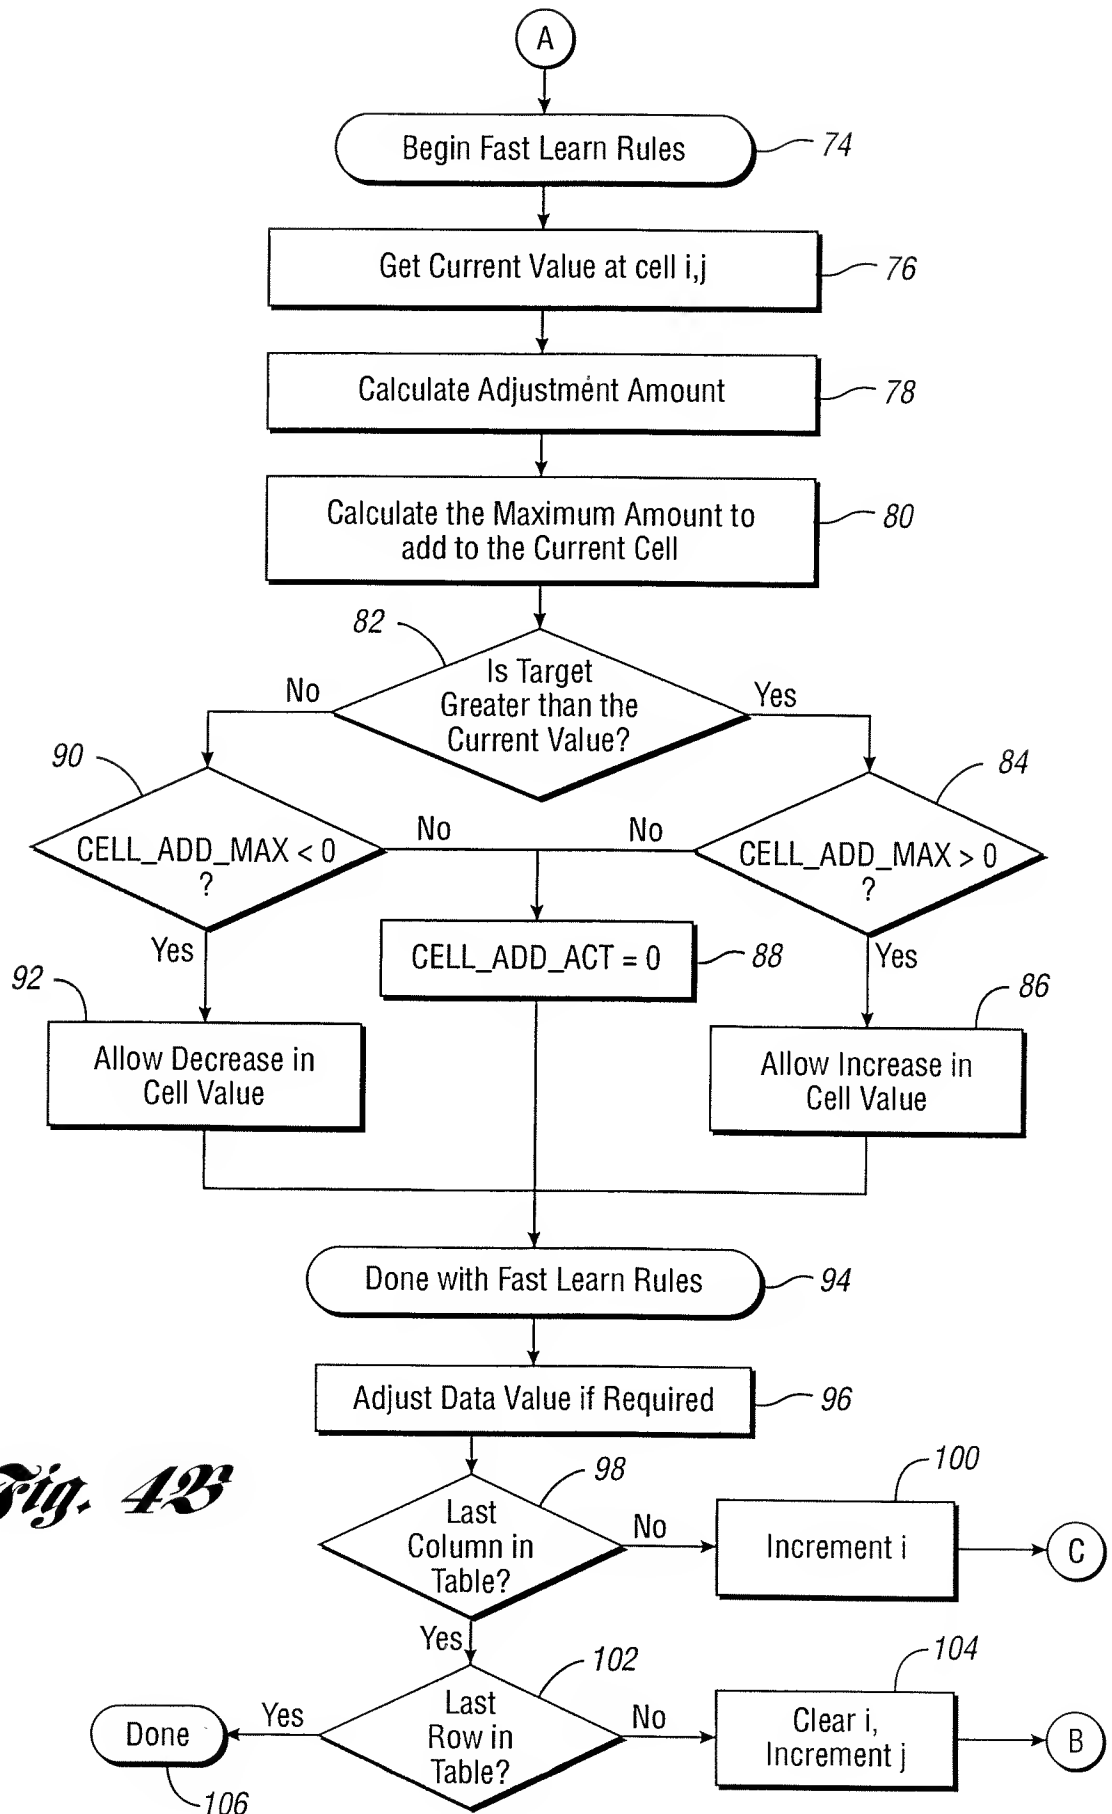 A
Begin Fast Learn Rules
74
Get Current Value at cell i,j
76
Calculate Adjustment Amount
78
Calculate the Maximum Amount to
add to the Current Cell
80
82
Is Target
Greater than the
Current Value?
No
Yes
90
CELL_ADD_MAX < 0
?
No
No
84
CELL_ADD_MAX > 0
?
Yes
CELL_ADD_ACT = 0
88
Yes
92
Allow Decrease in
Cell Value
86
Allow Increase in
Cell Value
Done with Fast Learn Rules
94
Adjust Data Value if Required
96
Fig. 4B
98
Last
Column in
Table?
No
100
Increment i
C
Yes
102
Last
Row in
Table?
Yes
Done
106
No
104
Clear i,
Increment j
B